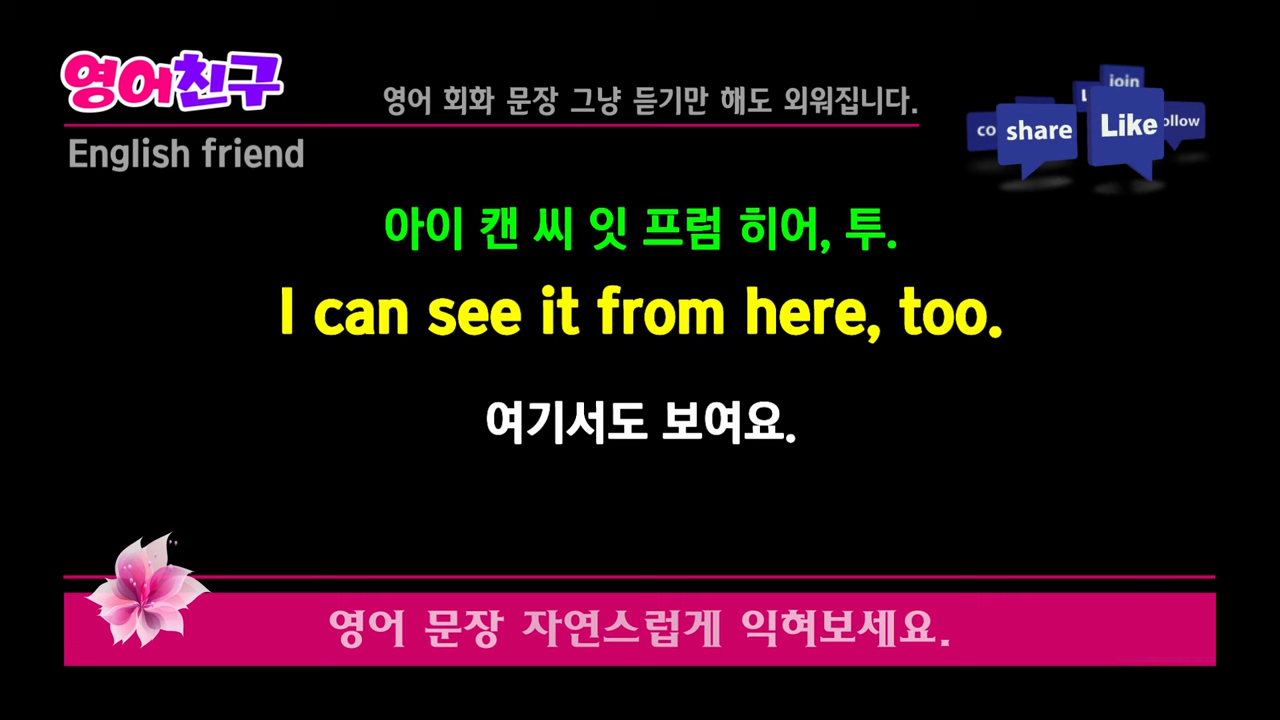 영어친구
영어 회화 문장 그냥 듣기만 해도 외워집니다.
English friend
join
share
Like
아이 캔 씨 잇 프럼 히어, 투.
I can see it from here, too.
여기서도 보여요.
영어 문장 자연스럽게 익혀보세요.